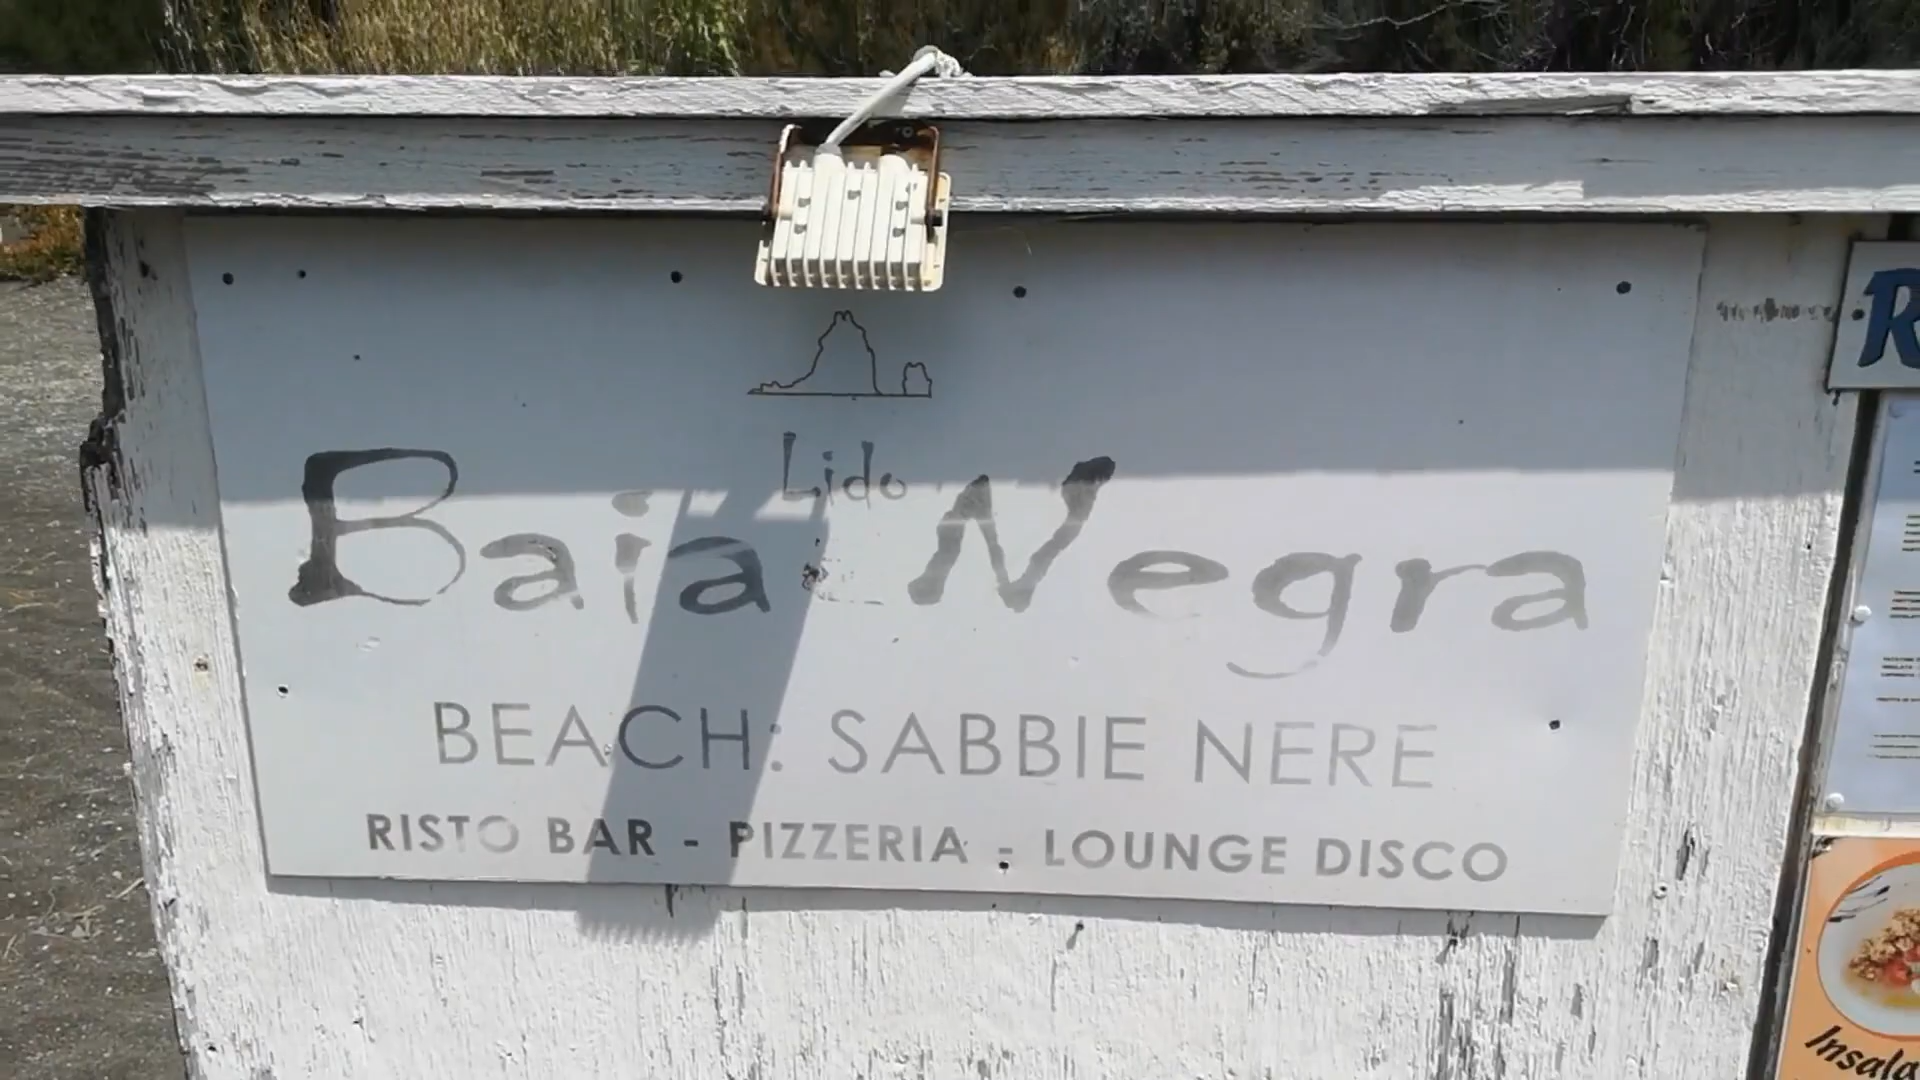 Lido
Baia Negra
BEACH: SABBIE NERE
RISTO BAR - PIZZERIA - LOUNGE DISCO